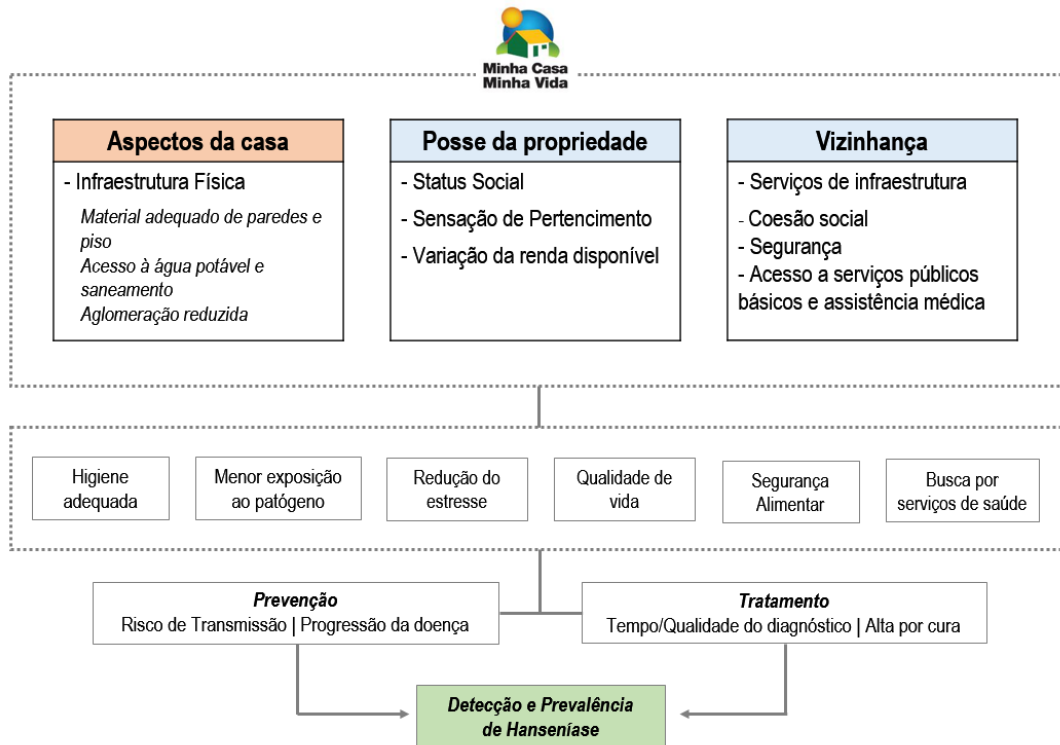 Minha Casa
Minha Vida
Aspectos da casa
- Infraestrutura Física
Material adequado de paredes e
piso
Acesso à água potável e
saneamento
Aglomeração reduzida
Posse da propriedade
- Status Social
- Sensação de Pertencimento
- Variação da renda disponível
Vizinhança
- Serviços de infraestrutura
- Coesão social
- Segurança
- Acesso a serviços públicos
básicos e assistência médica
Higiene
adequada
Menor exposição
ao patógeno
Redução do
estresse
Qualidade de
vida
Segurança
Alimentar
Busca por
serviços de saúde
Prevenção
Risco de Transmissão | Progressão da doença
Tratamento
Tempo/Qualidade do diagnóstico | Alta por cura
Detecção e Prevalência
de Hanseníase